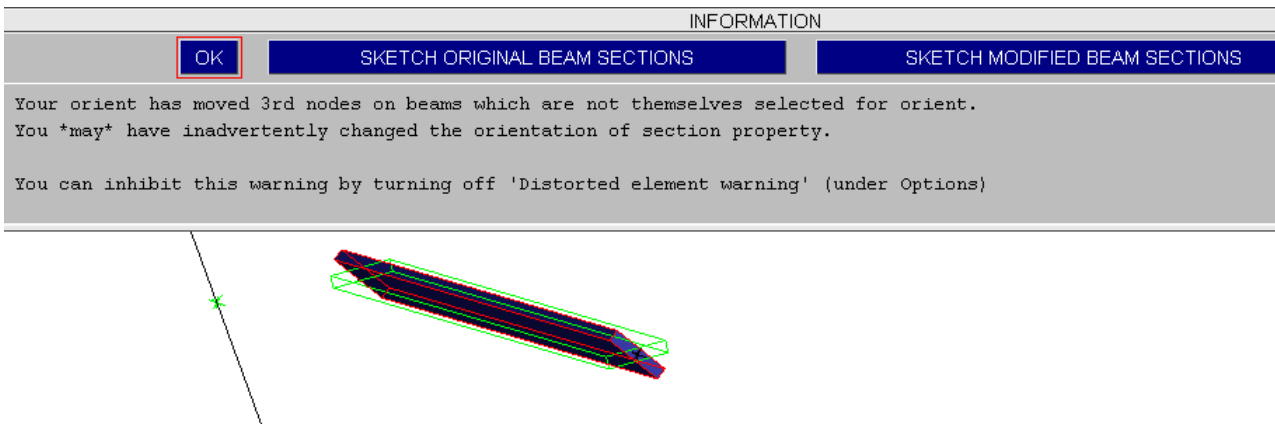 INFORMATION
OK
SKETCH ORIGINAL BEAM SECTIONS
SKETCH MODIFIED BEAM SECTIONS
Your orient has moved 3rd nodes on beams which are not themselves selected for orient.
You *may* have inadvertently changed the orientation of section property.
You can inhibit this warning by turning off 'Distorted element warning' (under Options)